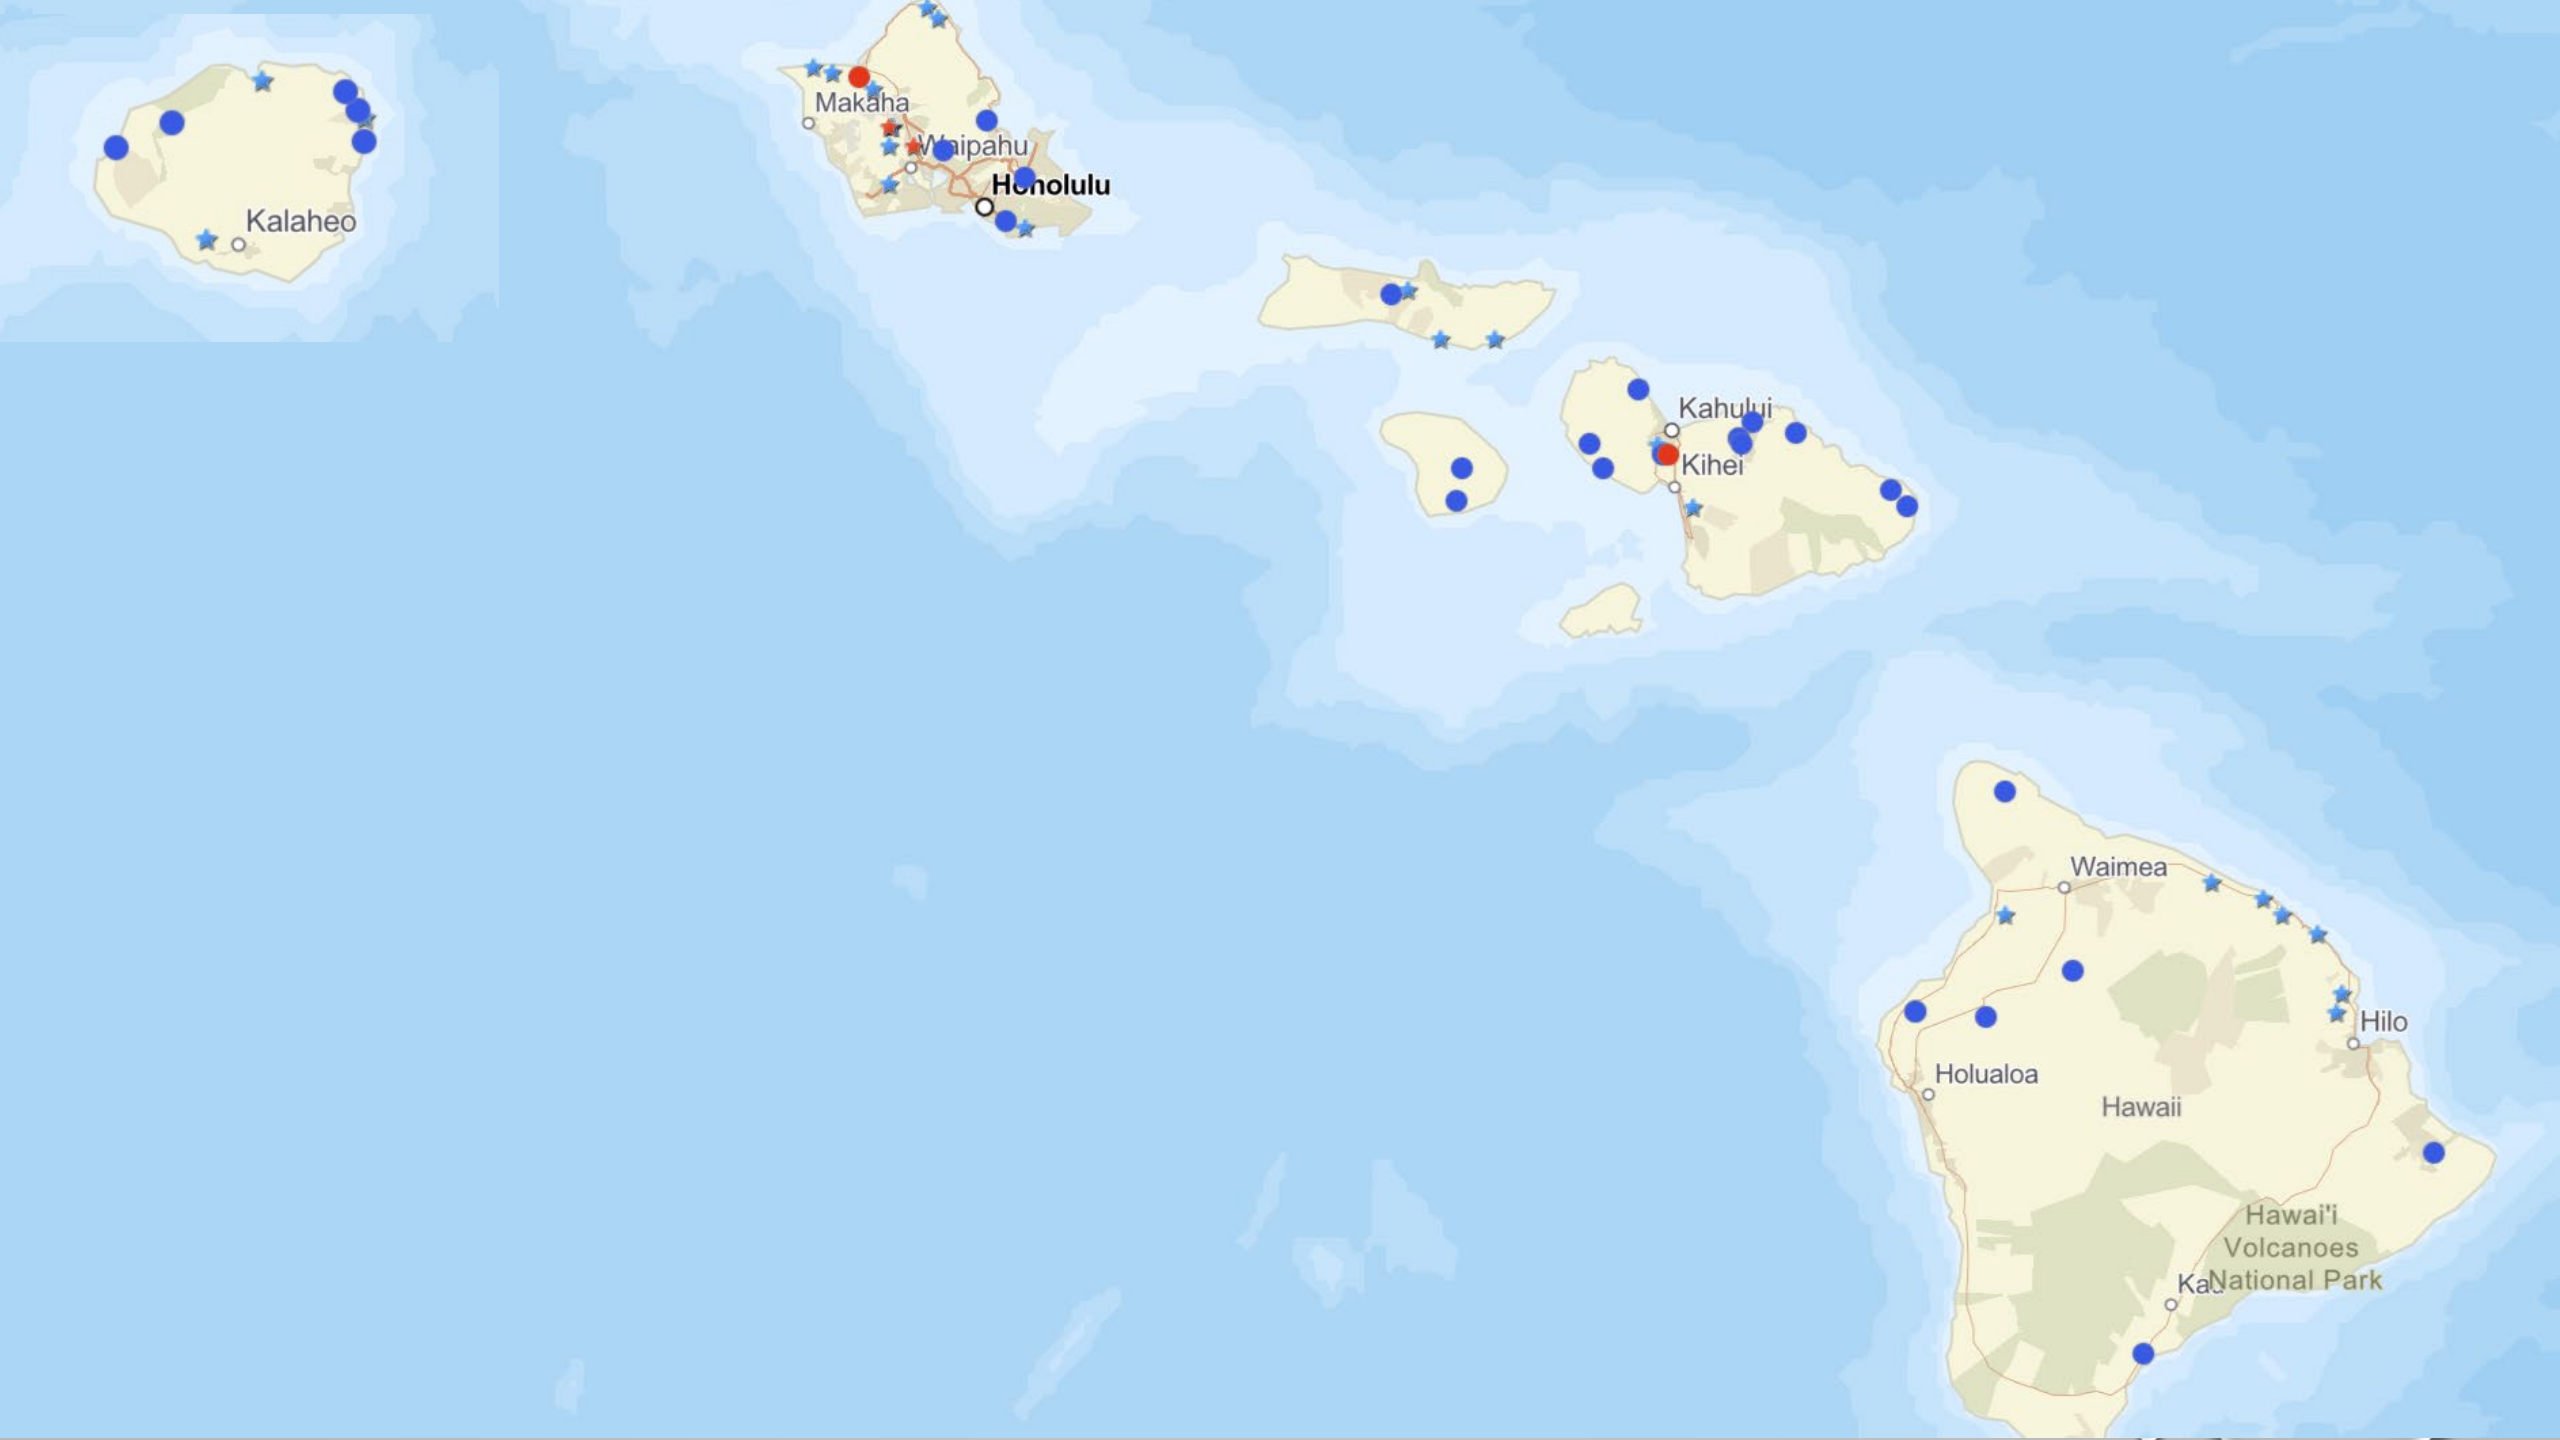 Makaha
Waipahu
Honolulu
Kalaheo
Kahului
Kihei
Waimea
Hilo
Holualoa
Hawaii
Hawai'i
Volcanoes
National Park